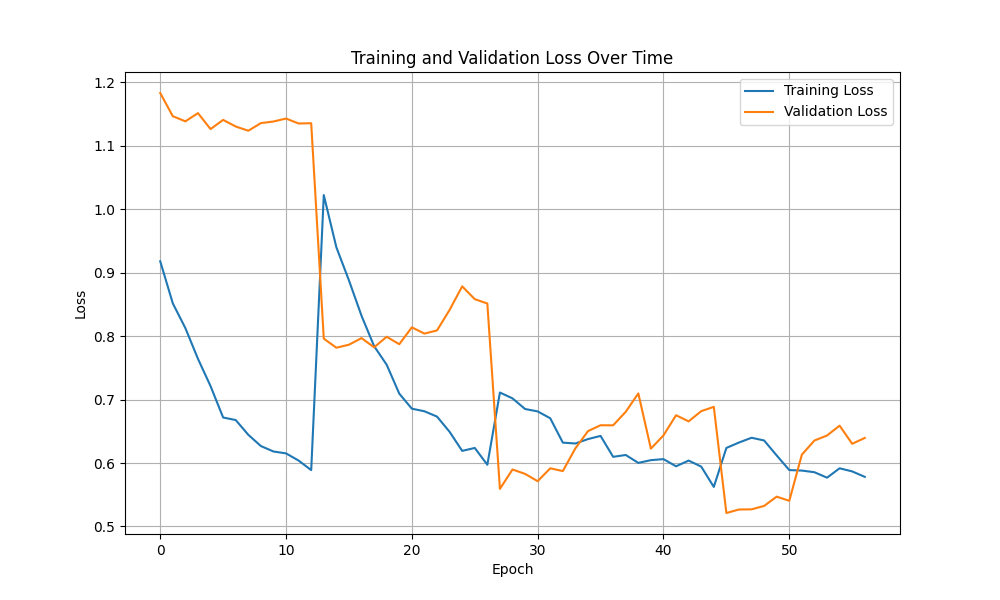 Training and Validation Loss Over Time
Training Loss
Validation Loss
1.2
1.1
1.0
0.9
0.8
0.7
0.6
0.5
Loss
0 10 20 30 40 50
Epoch